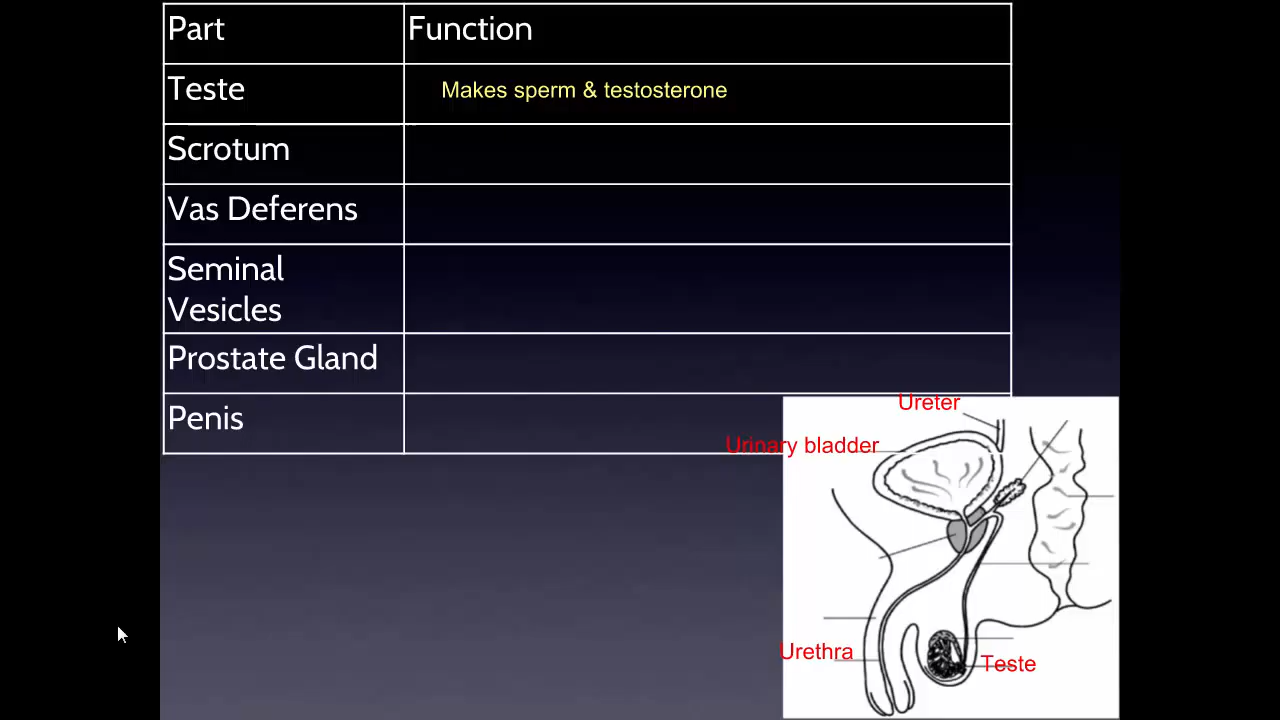 Part
Function
Teste
Makes sperm & testosterone
Scrotum
Vas Deferens
Seminal
Vesicles
Prostate Gland
Penis
Ureter
Urinary bladder
Urethra
Teste